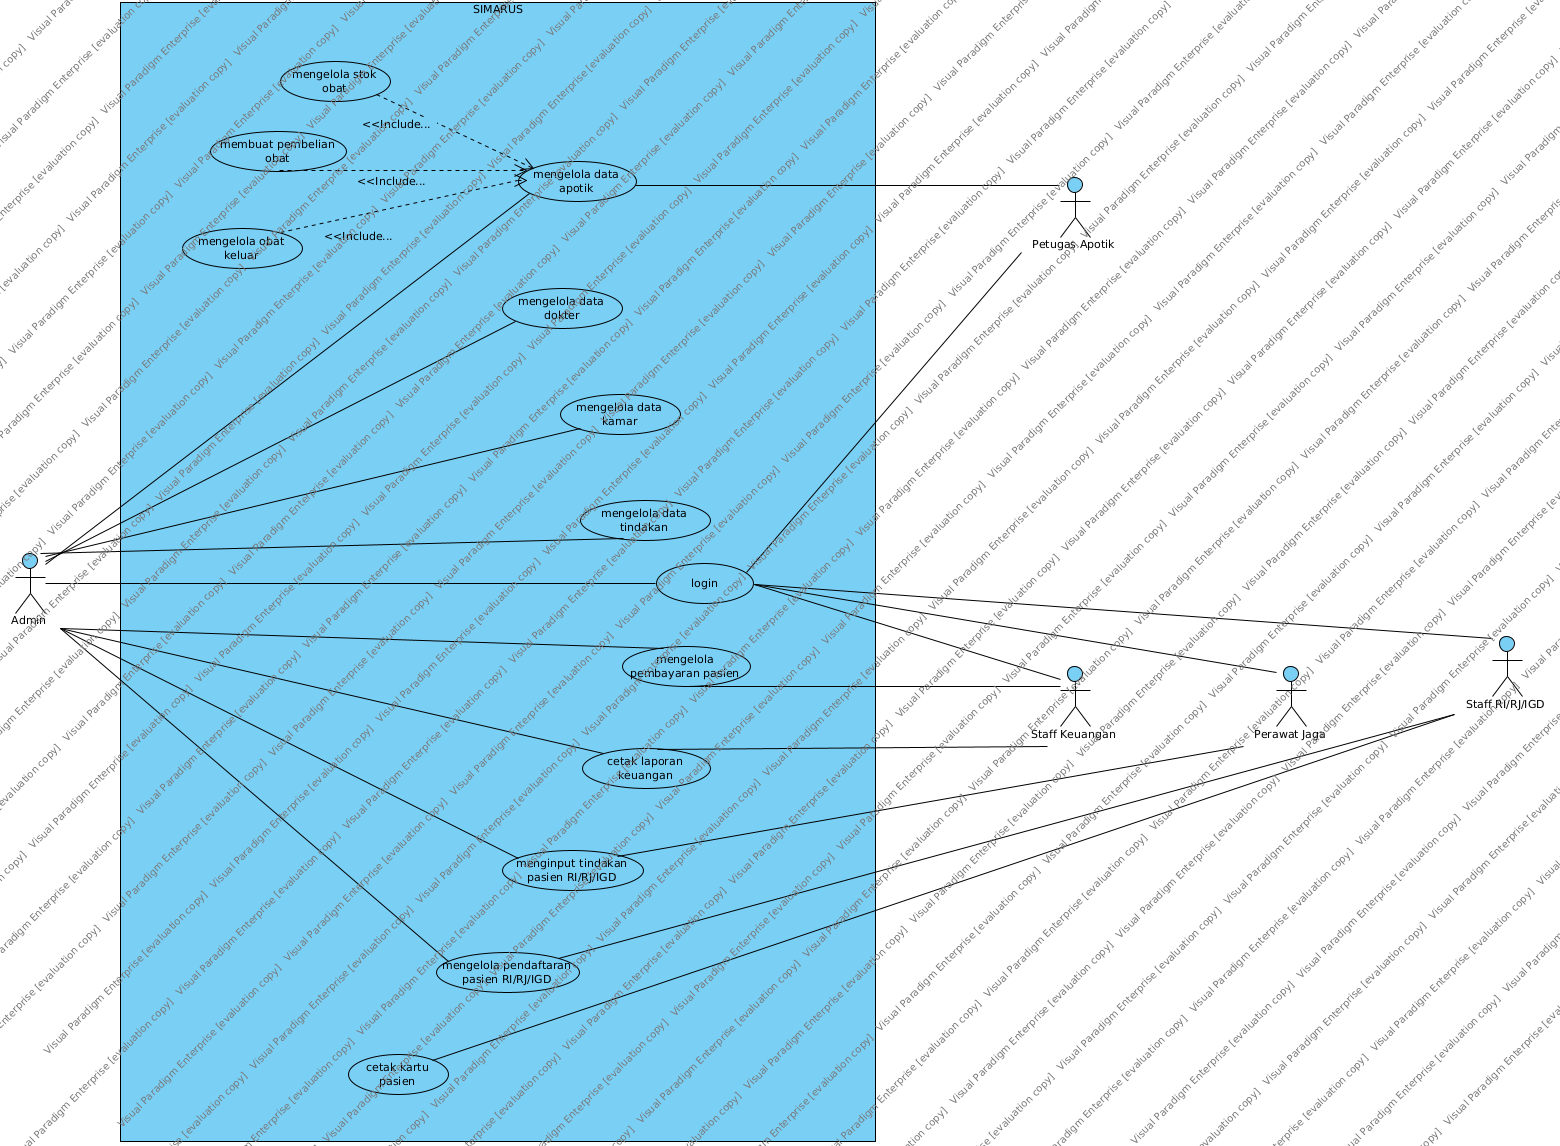 SIMARUS
mengelola stok
obat
<<Include...
membuat pembelian
obat
<<Include...
mengelola data
apotik
mengelola obat
keluar
<<Include...
Petugas Apotik
mengelola data
dokter
mengelola data
kamar
mengelola data
tindakan
login
Admin
mengelola
pembayaran pasien
Staff Keuangan
Perawat Jaga
Staff RI/RJ/IGD
cetak laporan
keuangan
menginput tindakan
pasien RI/RJ/IGD
mengelola pendaftaran
pasien RI/RJ/IGD
cetak kartu
pasien
Visual Paradigm Enterprise [evaluation copy]